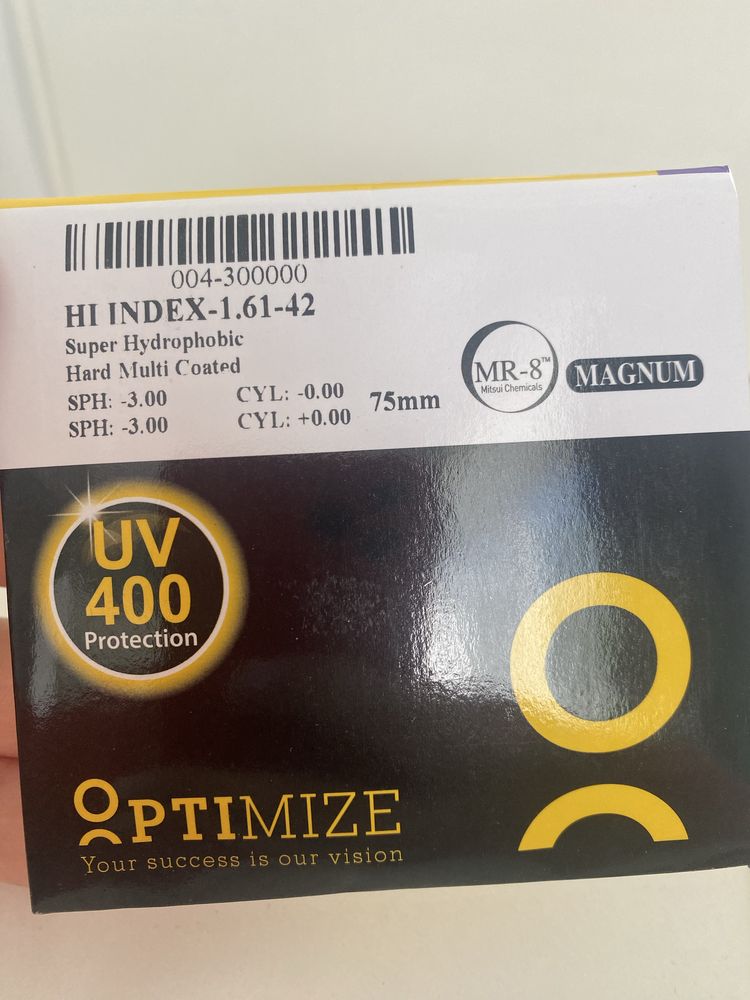 004-300000
HI INDEX-1.61-42
Super Hydrophobic
Hard Multi Coated
SPH: -3.00 CYL: -0.00 75mm
SPH: -3.00 CYL: +0.00
MR-8™
Mitsui Chemicals
MAGNUM
UV
400
Protection
OPTIMIZE
Your success is our vision